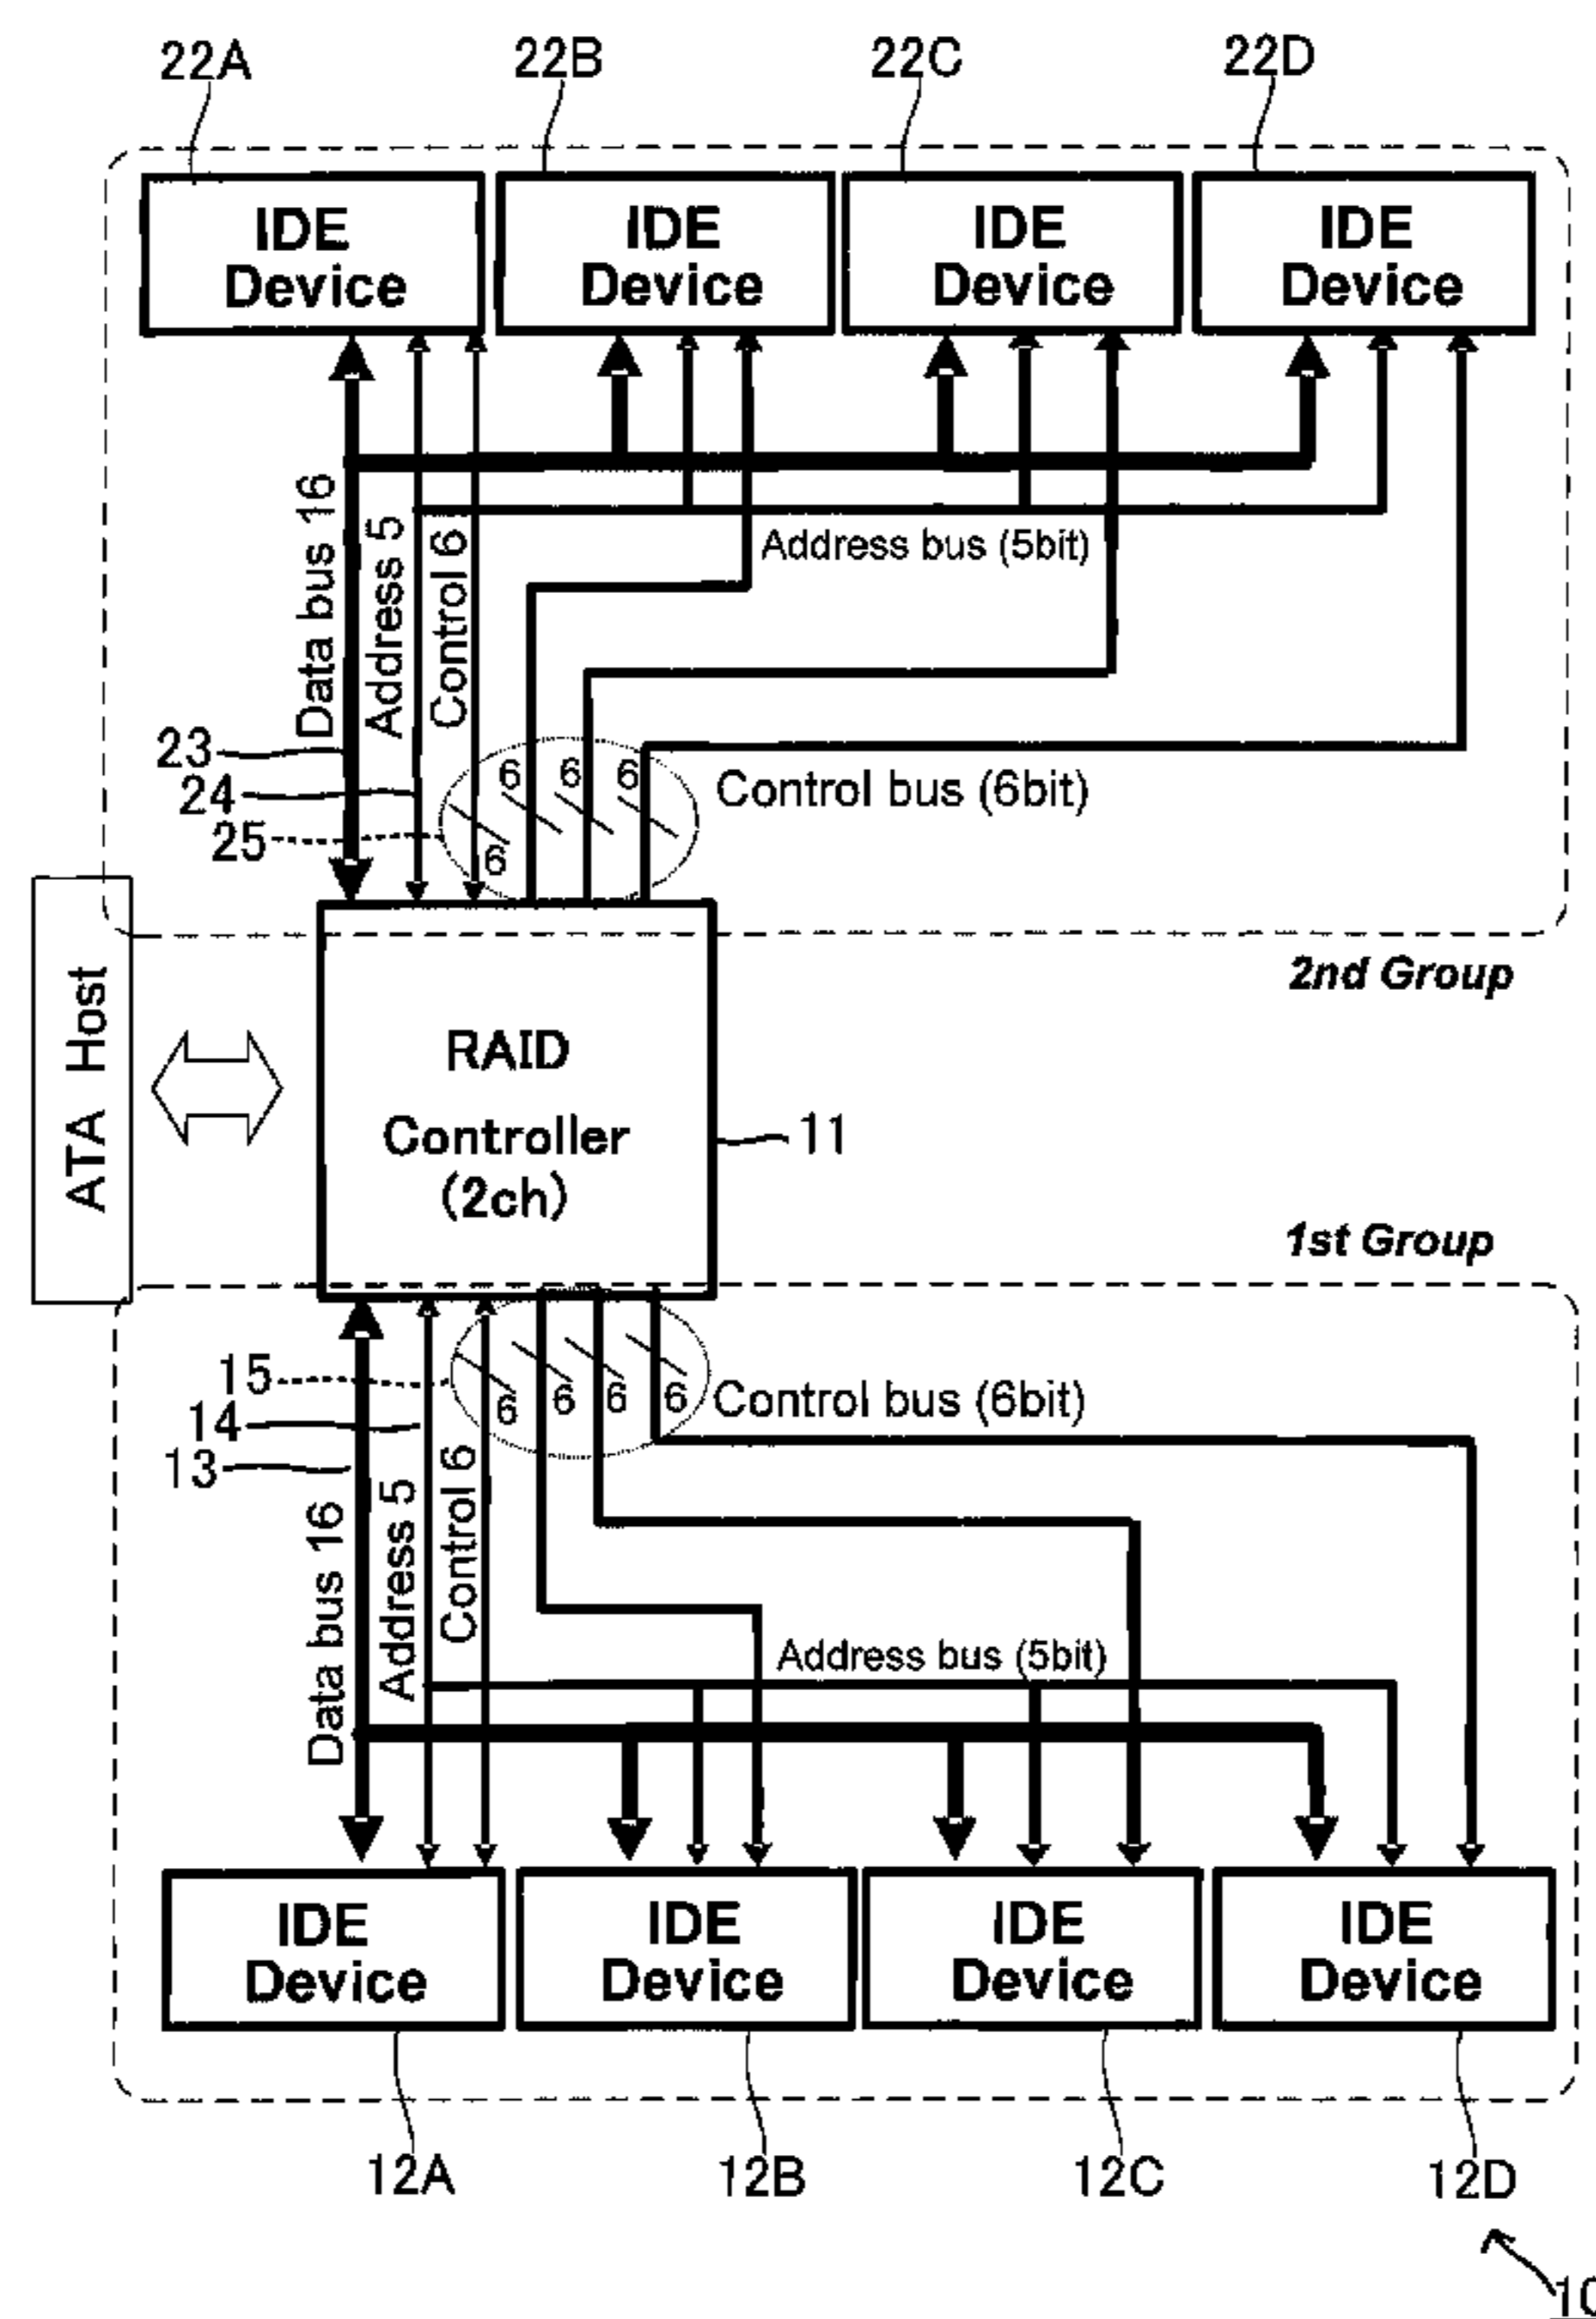 22A 22B 22C 22D
IDE Device IDE Device IDE Device IDE Device
Data bus 16
Address 5
Control 6
Address bus (5bit)
23
24
25
6 6 6
6
Control bus (6bit)
2nd Group
ATA Host
RAID
Controller
(2ch)
11
1st Group
15
14
13
6 6 6 6
Control bus (6bit)
Data bus 16
Address 5
Control 6
Address bus (5bit)
IDE Device IDE Device IDE Device IDE Device
12A 12B 12C 12D
10